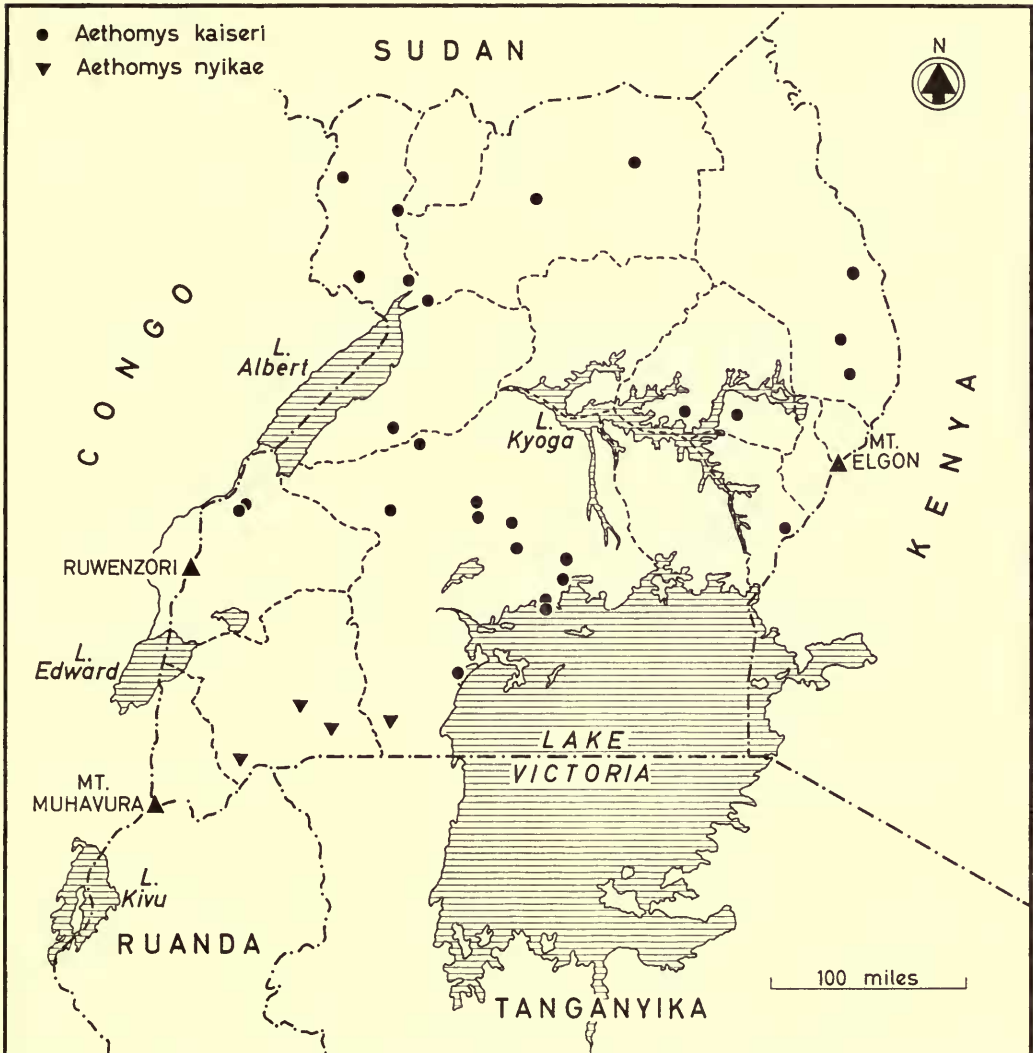 Aethomys kaiseri
Aethomys nyikae
SUDAN
N
CONGO
L.
Albert
L.
Kyoga
MT.
ELGON
KENYA
RUWENZORI
L.
Edward
LAKE
VICTORIA
MT.
MUHAVURA
L.
Kivu
RUANDA
100 miles
TANGANYIKA